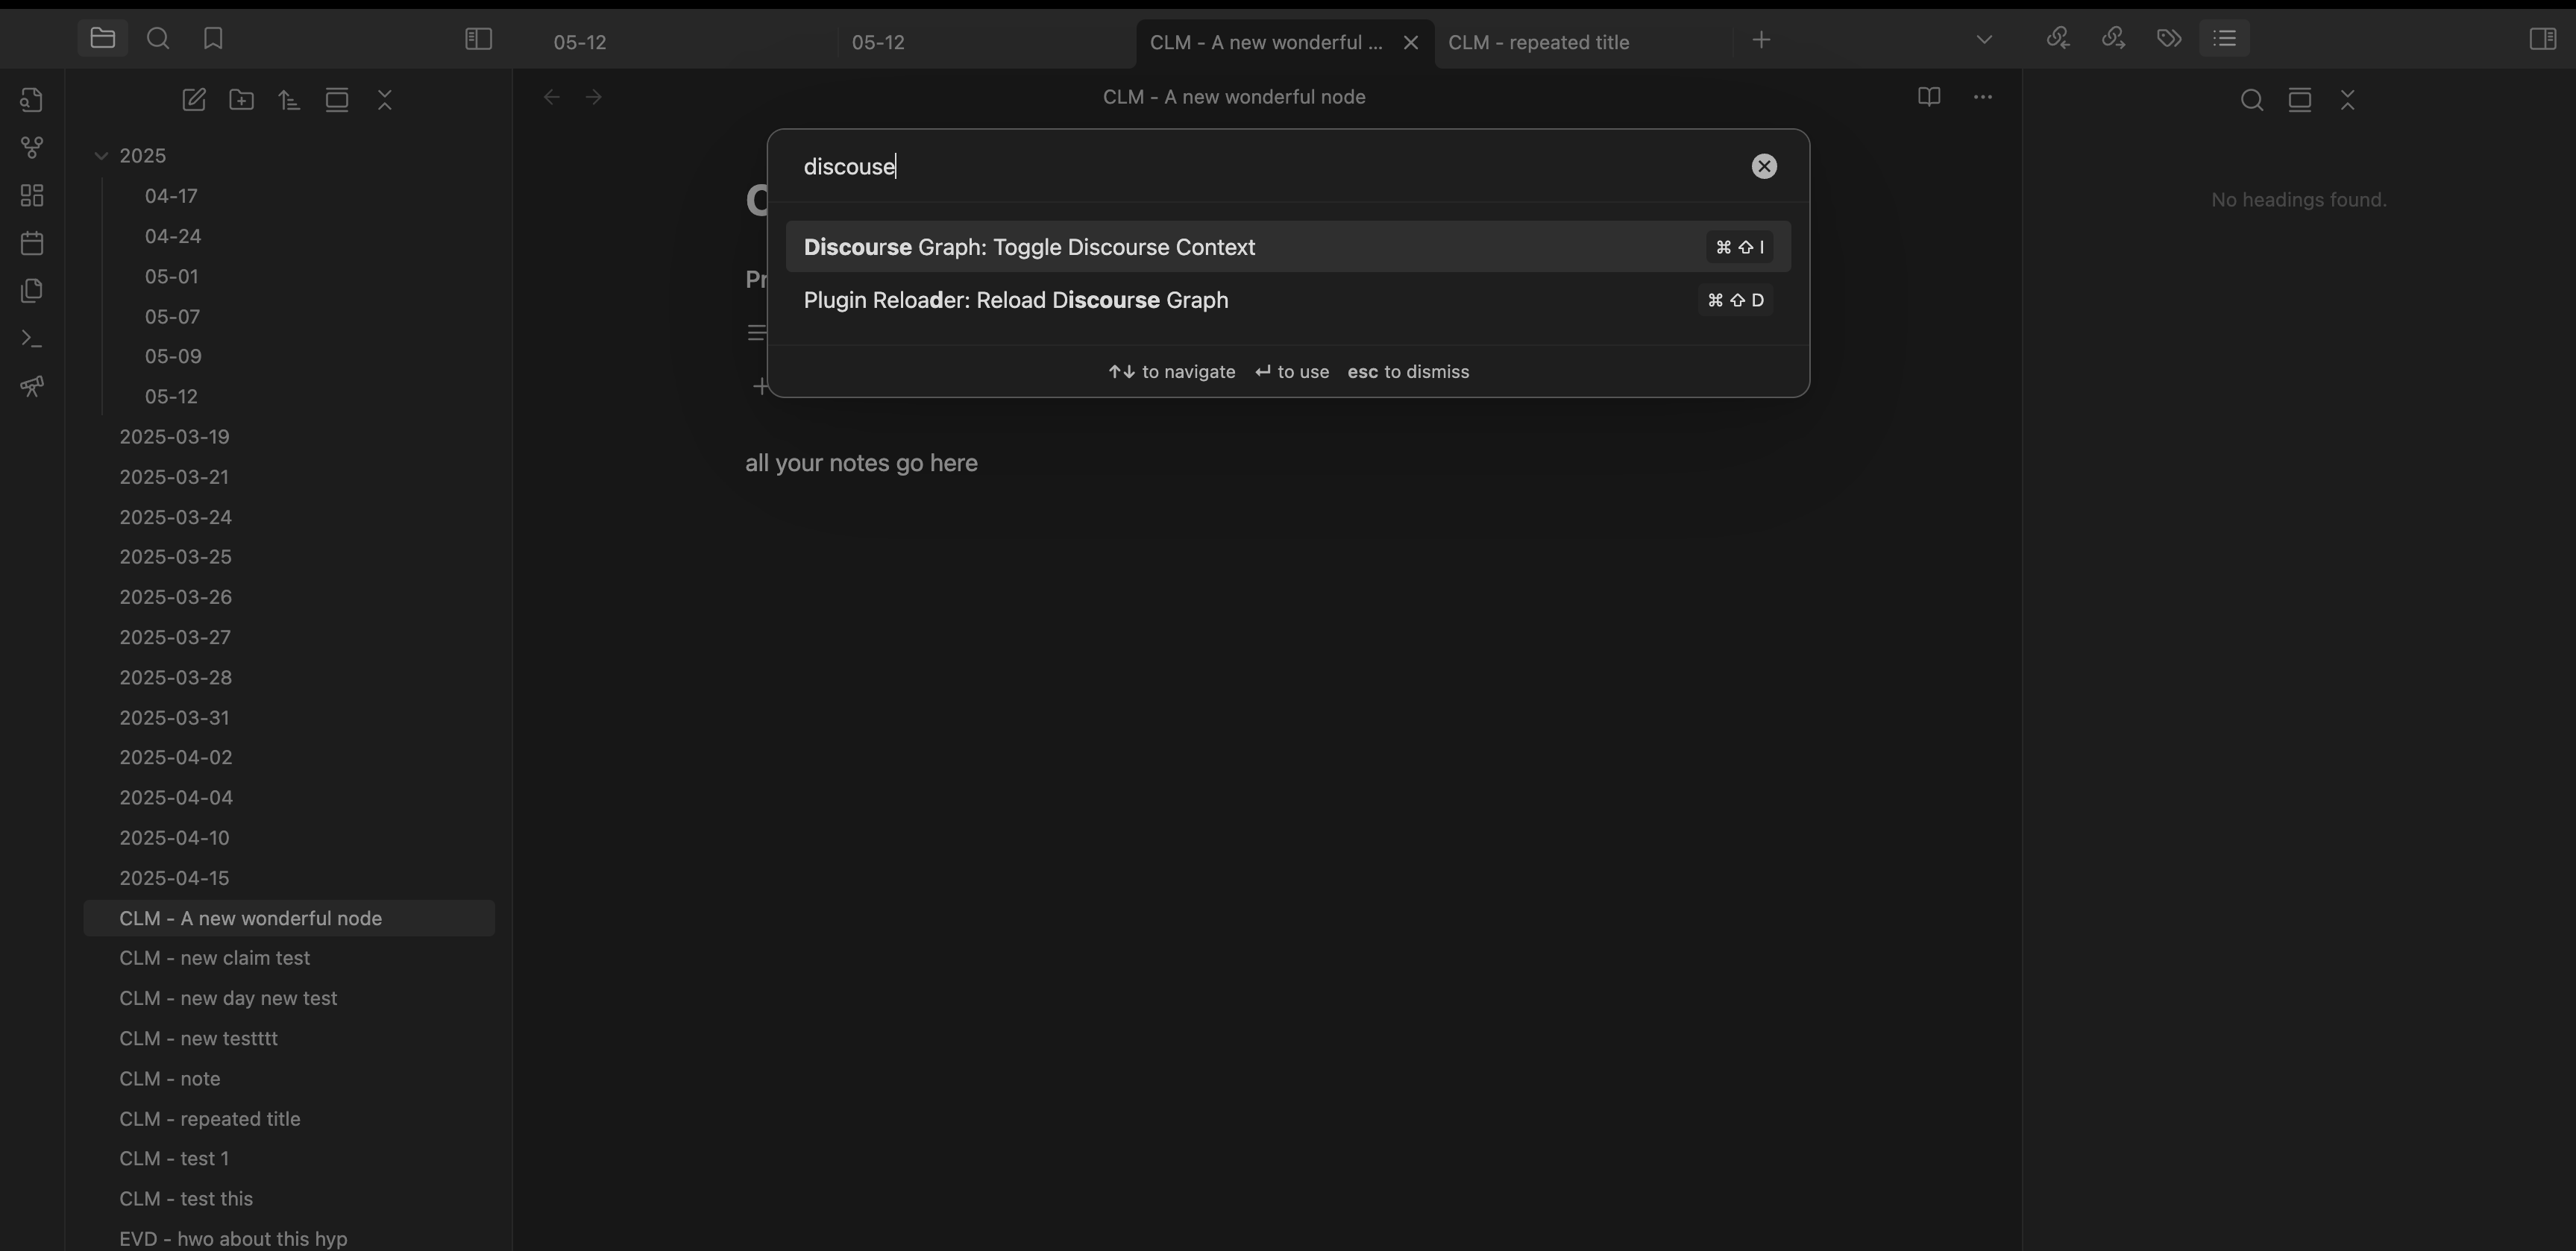 05-12
05-12
CLM - A new wonderful ...
CLM - repeated title
CLM - A new wonderful node
2025
04-17
04-24
05-01
05-07
05-09
05-12
2025-03-19
2025-03-21
2025-03-24
2025-03-25
2025-03-26
2025-03-27
2025-03-28
2025-03-31
2025-04-02
2025-04-04
2025-04-10
2025-04-15
CLM - A new wonderful node
CLM - new claim test
CLM - new day new test
CLM - new testttt
CLM - note
CLM - repeated title
CLM - test 1
CLM - test this
EVD - hwo about this hyp
discouse
Discourse Graph: Toggle Discourse Context ⌘ ⇧ I
Plugin Reloader: Reload Discourse Graph ⌘ ⇧ D
↑↓ to navigate ↵ to use esc to dismiss
C
Pr
all your notes go here
No headings found.